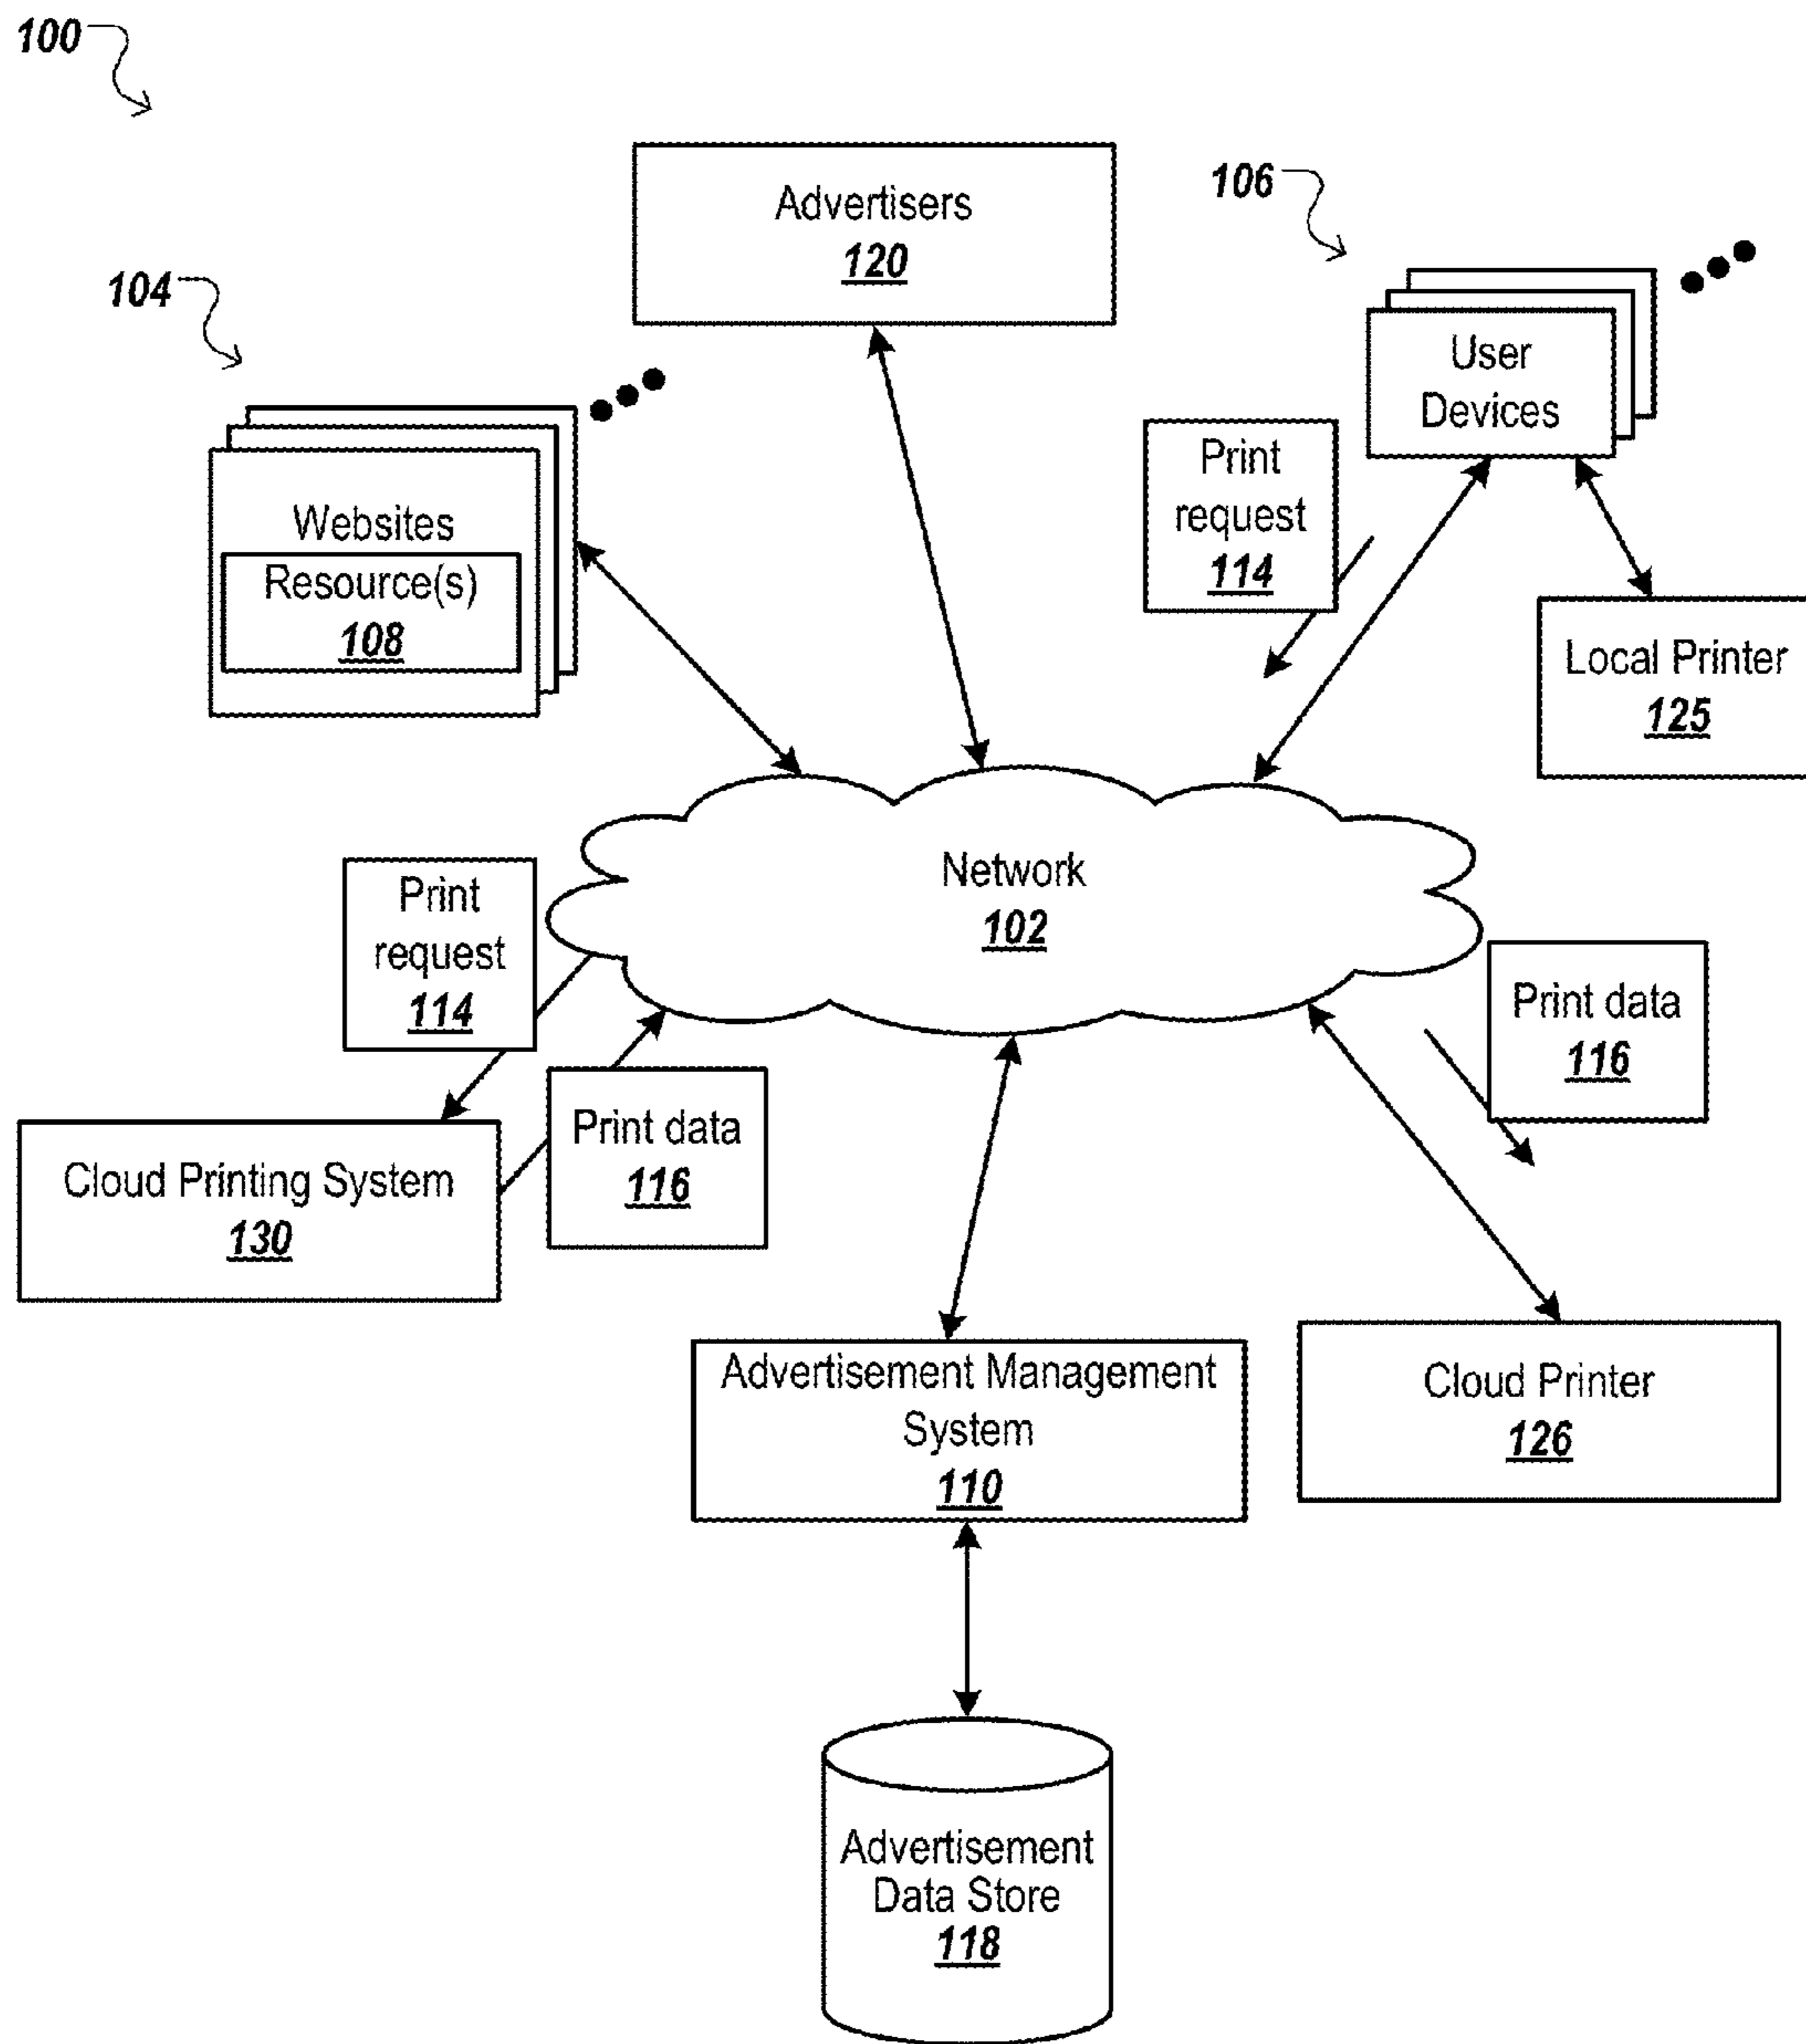 100
Advertisers
120
106
104
User
Devices
Print
request
114
Websites
Resource(s)
108
Local Printer
125
Network
102
Print
request
114
Print data
116
Print data
116
Cloud Printing System
130
Advertisement Management
System
110
Cloud Printer
126
Advertisement
Data Store
118